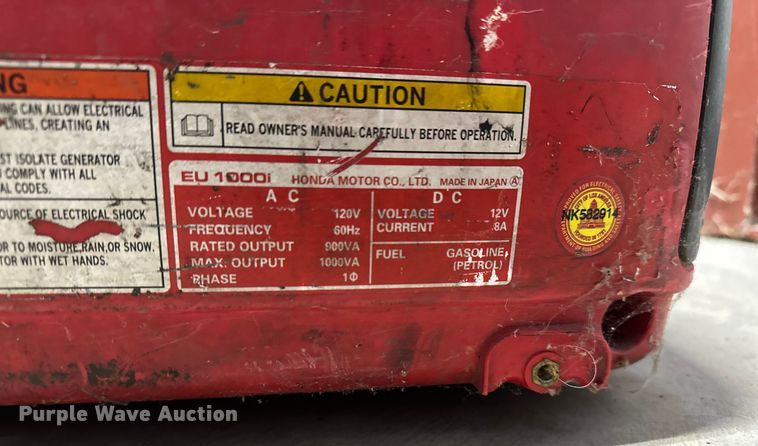 NG
NG CAN ALLOW ELECTRICAL
LINES, CREATING AN
ST ISOLATE GENERATOR
COMPLY WITH ALL
AL CODES.
OURCE OF ELECTRICAL SHOCK
OR TO MOISTURE,RAIN,OR SNOW.
TOR WITH WET HANDS.
CAUTION
READ OWNER'S MANUAL CAREFULLY BEFORE OPERATION.
EU 1000i HONDA MOTOR CO., LTD. MADE IN JAPAN Ⓐ
A C
VOLTAGE 120V
FREQUENCY 60Hz
RATED OUTPUT 900VA
MAX. OUTPUT 1000VA
PHASE 1Φ
D C
VOLTAGE 12V
CURRENT 8A
FUEL GASOLINE
(PETROL)
NK582914
Purple Wave Auction